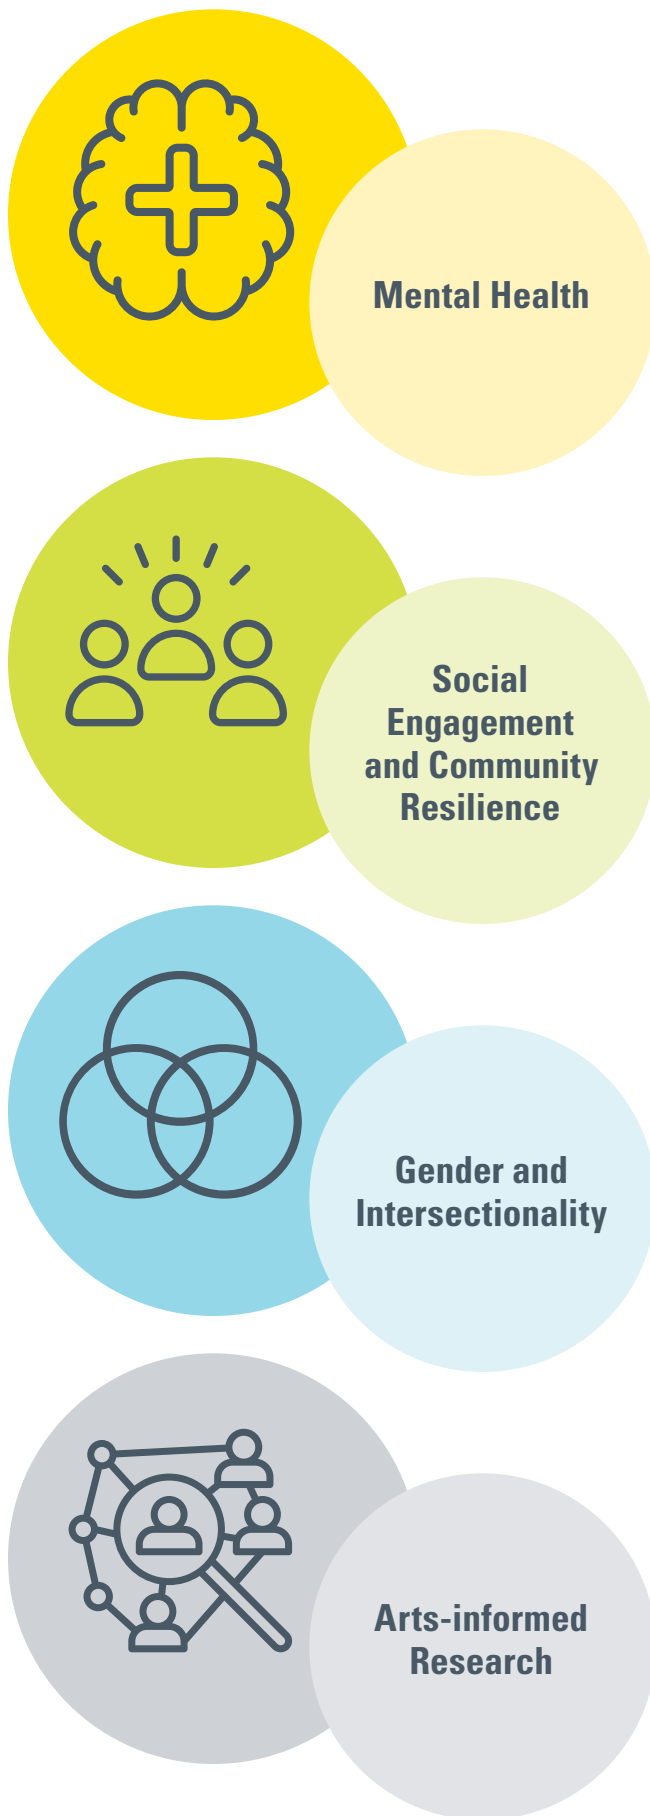 Mental Health
Social
Engagement
and Community
Resilience
Gender and
Intersectionality
Arts-informed
Research